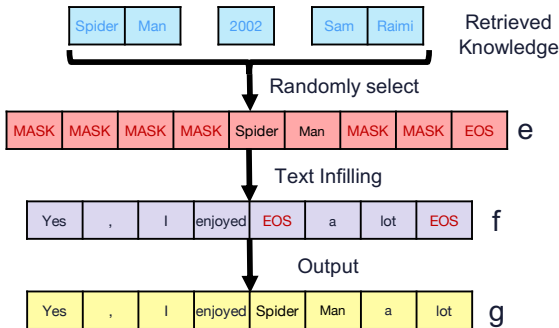 Spider Man 2002 Sam Raimi Retrieved
Knowledge
Randomly select
MASK MASK MASK MASK Spider Man MASK MASK EOS e
Text Infilling
Yes , I enjoyed EOS a lot EOS f
Output
Yes , I enjoyed Spider Man a lot g